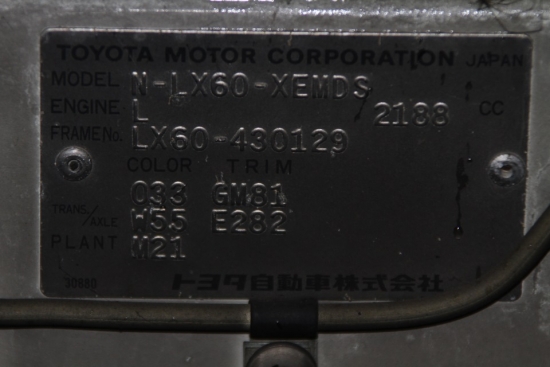 TOYOTA MOTOR CORPORATION JAPAN
MODEL N-LX60-XEMDS
ENGINE L 2188 CC
FRAME No. LX60-430129
COLOR TRIM
033 GM81
TRANS./AXLE W55 E282
PLANT M21
トヨタ自動車株式会社